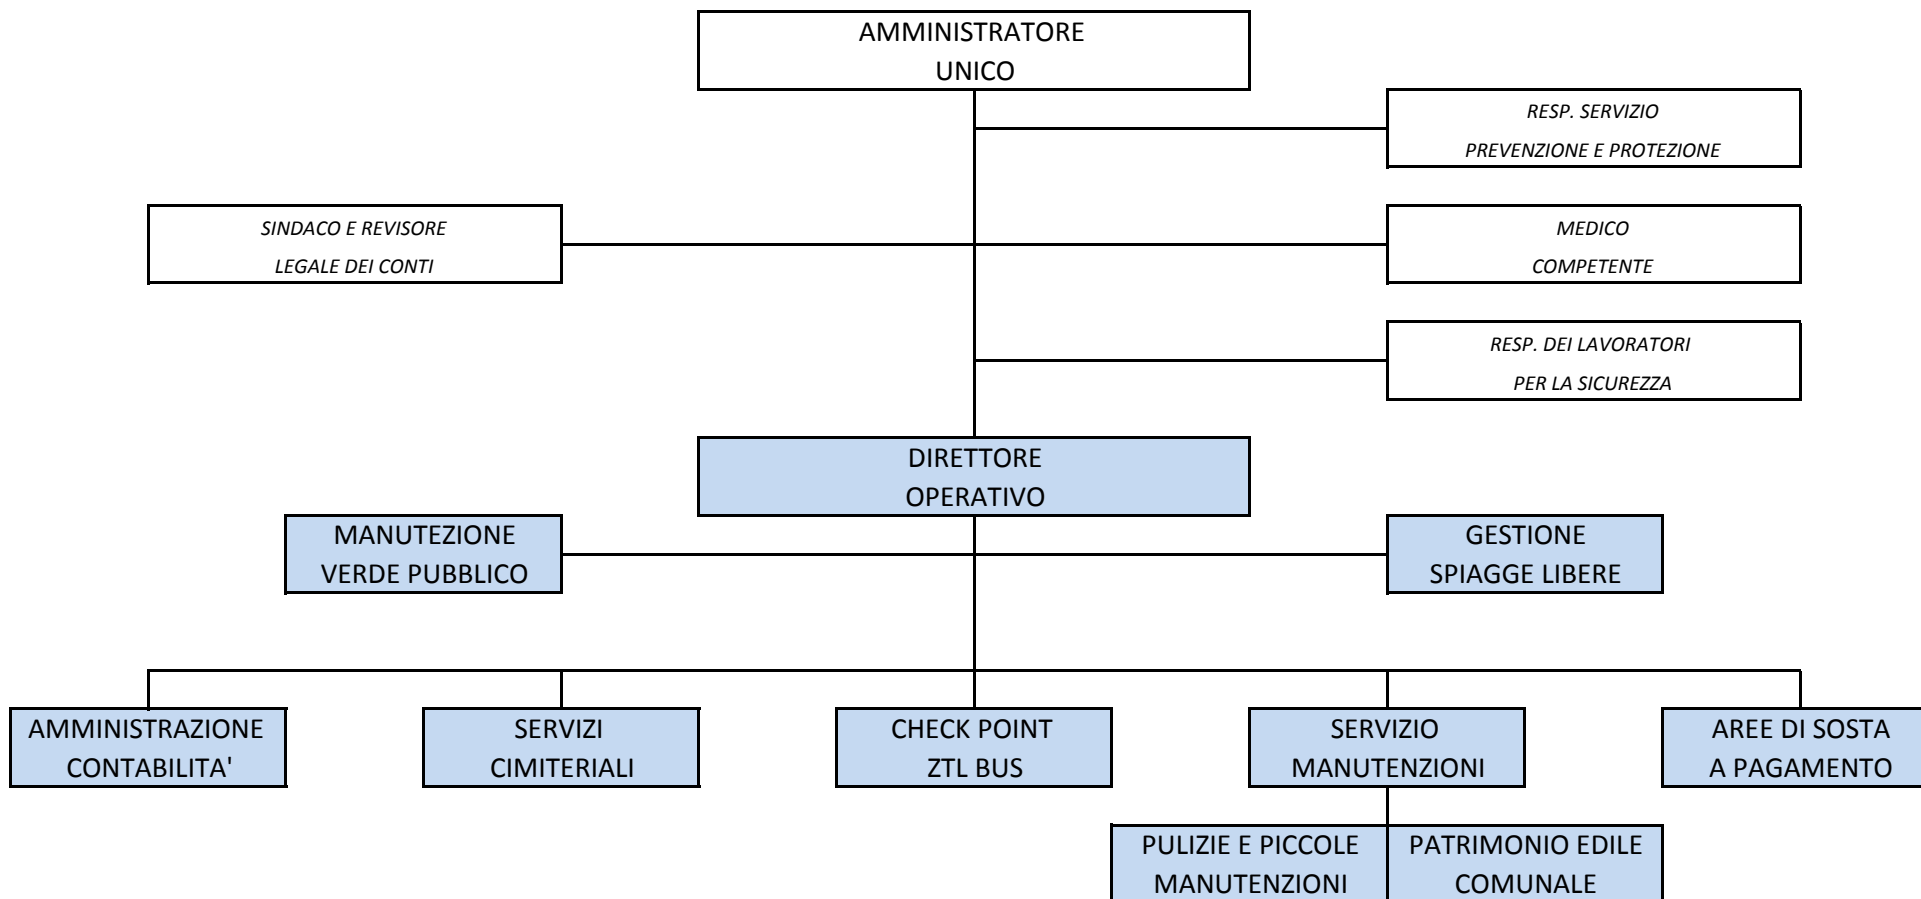 AMMINISTRATORE
UNICO
RESP. SERVIZIO
PREVENZIONE E PROTEZIONE
SINDACO E REVISORE
LEGALE DEI CONTI
MEDICO
COMPETENTE
RESP. DEI LAVORATORI
PER LA SICUREZZA
DIRETTORE
OPERATIVO
MANUTEZIONE
VERDE PUBBLICO
GESTIONE
SPIAGGE LIBERE
AMMINISTRAZIONE
CONTABILITA'
SERVIZI
CIMITERIALI
CHECK POINT
ZTL BUS
SERVIZIO
MANUTENZIONI
AREE DI SOSTA
A PAGAMENTO
PULIZIE E PICCOLE
MANUTENZIONI
PATRIMONIO EDILE
COMUNALE